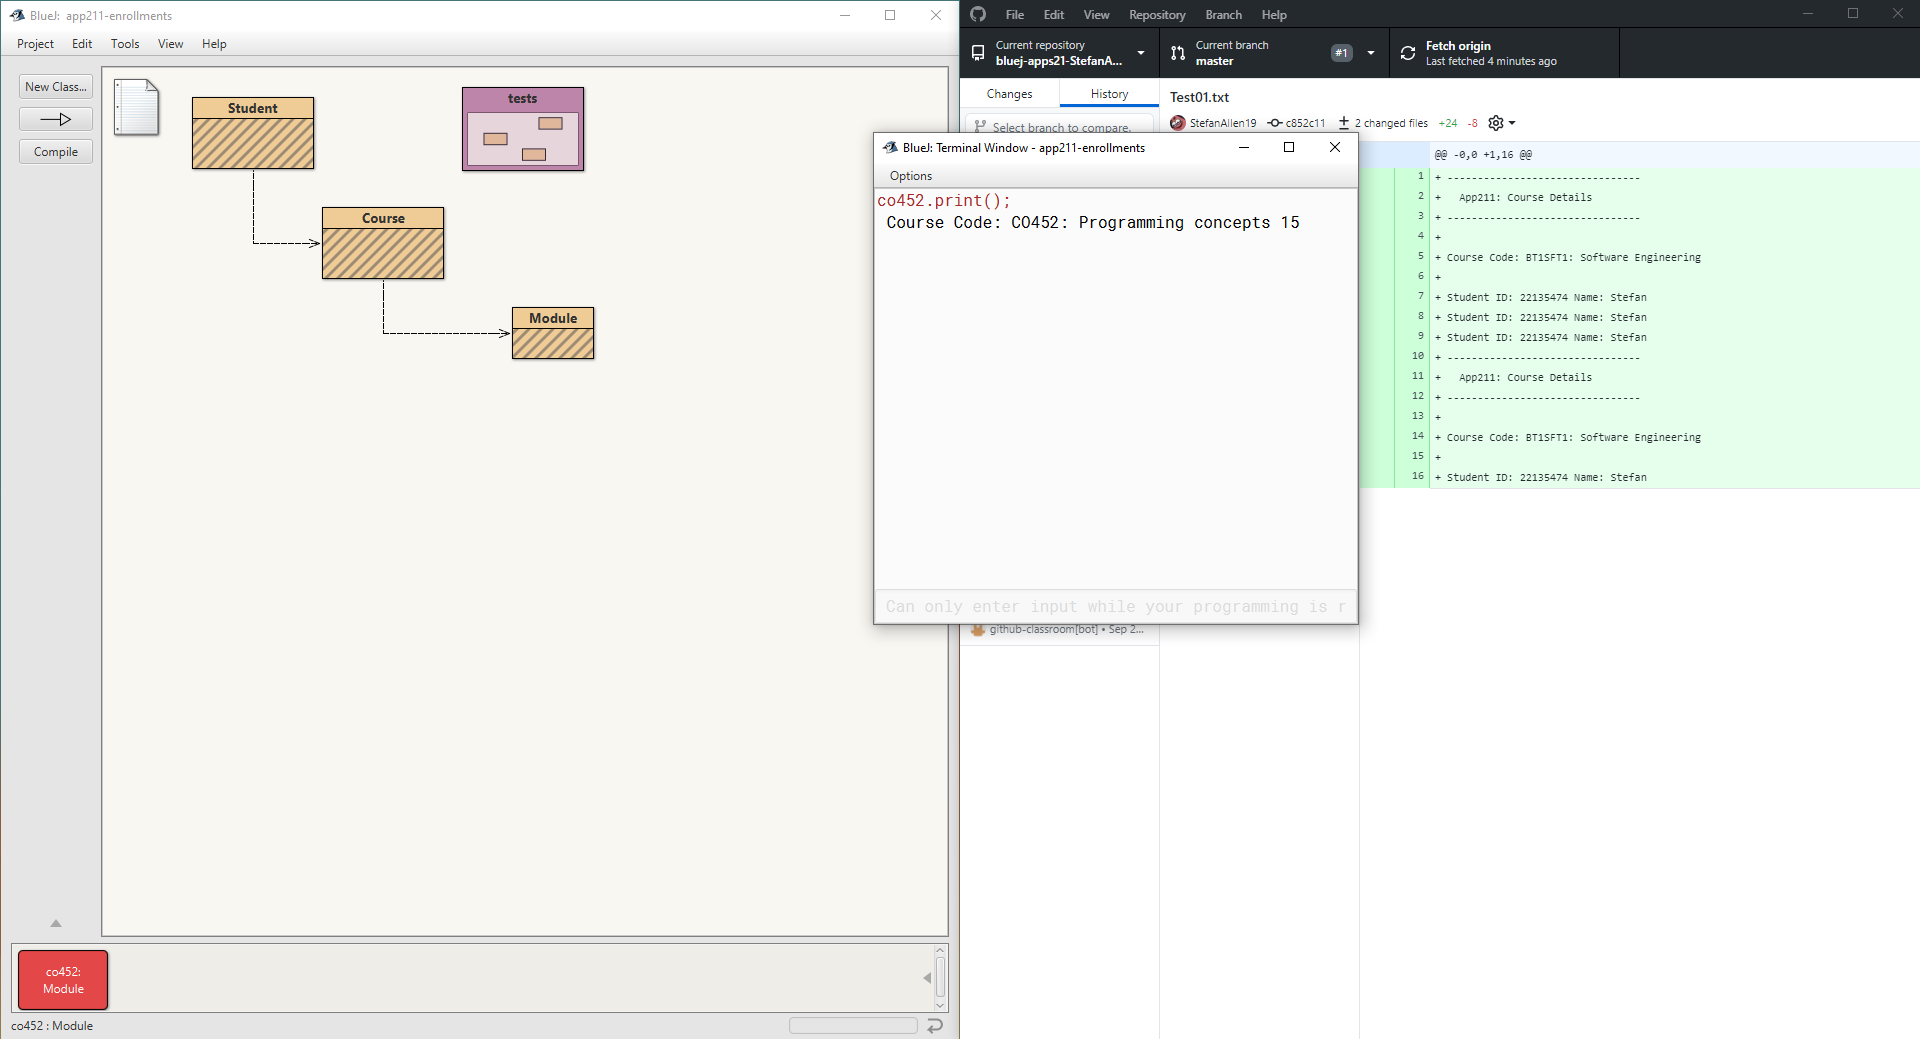 BlueJ: app211-enrollments
Project Edit Tools View Help
New Class...
Compile
Student
tests
Course
Module
co452:
Module
co452 : Module
File Edit View Repository Branch Help
Current repository
bluej-apps21-StefanA...
Current branch
master
#1
Fetch origin
Last fetched 4 minutes ago
Changes
History
Select branch to compare.
Test01.txt
StefanAllen19 c852c11 2 changed files +24 -8
@@ -0,0 +1,16 @@
1 + -------------------------------
2 + App211: Course Details
3 + -------------------------------
4 +
5 + Course Code: BT1SFT1: Software Engineering
6 +
7 + Student ID: 22135474 Name: Stefan
8 + Student ID: 22135474 Name: Stefan
9 + Student ID: 22135474 Name: Stefan
10 + -------------------------------
11 + App211: Course Details
12 + -------------------------------
13 +
14 + Course Code: BT1SFT1: Software Engineering
15 +
16 + Student ID: 22135474 Name: Stefan
BlueJ: Terminal Window - app211-enrollments
Options
co452.print();
Course Code: CO452: Programming concepts 15
Can only enter input while your programming is r
github-classroom[bot] • Sep 2...